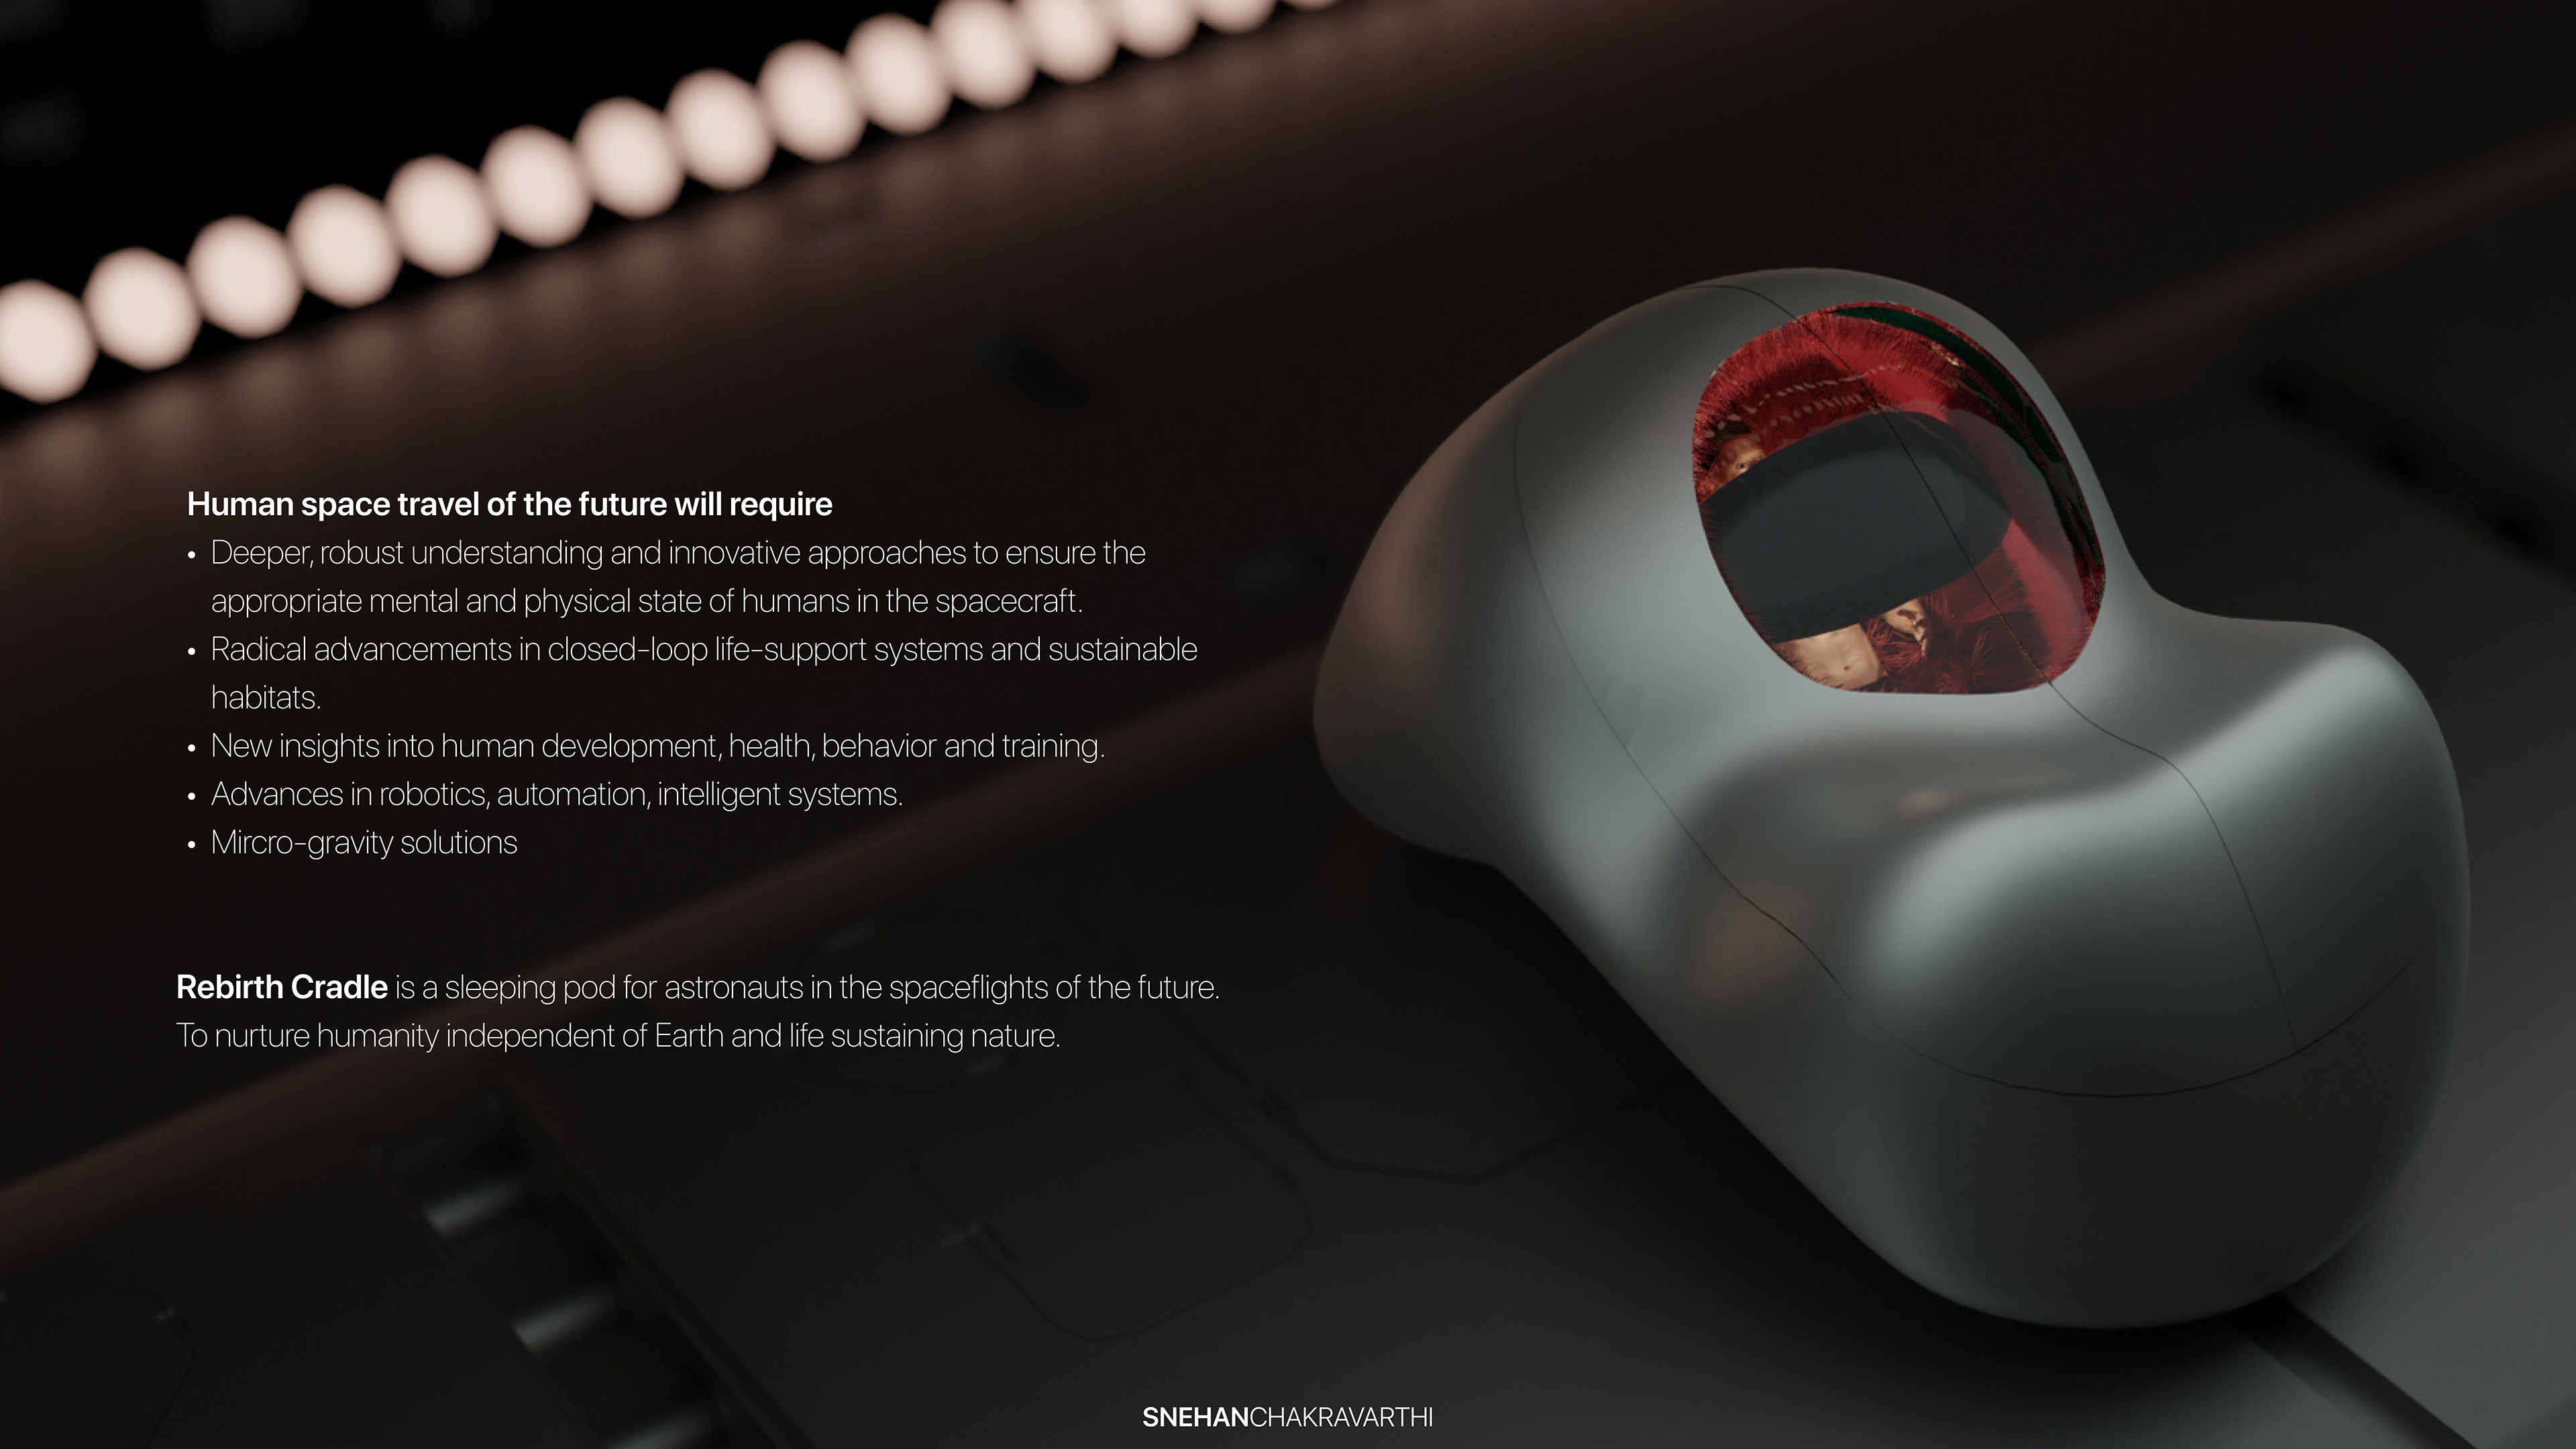 Human space travel of the future will require
• Deeper, robust understanding and innovative approaches to ensure the
appropriate mental and physical state of humans in the spacecraft.
• Radical advancements in closed-loop life-support systems and sustainable
habitats.
• New insights into human development, health, behavior and training.
• Advances in robotics, automation, intelligent systems.
• Mircro-gravity solutions
Rebirth Cradle is a sleeping pod for astronauts in the spaceflights of the future.
To nurture humanity independent of Earth and life sustaining nature.
SNEHANCHAKRAVARTHI